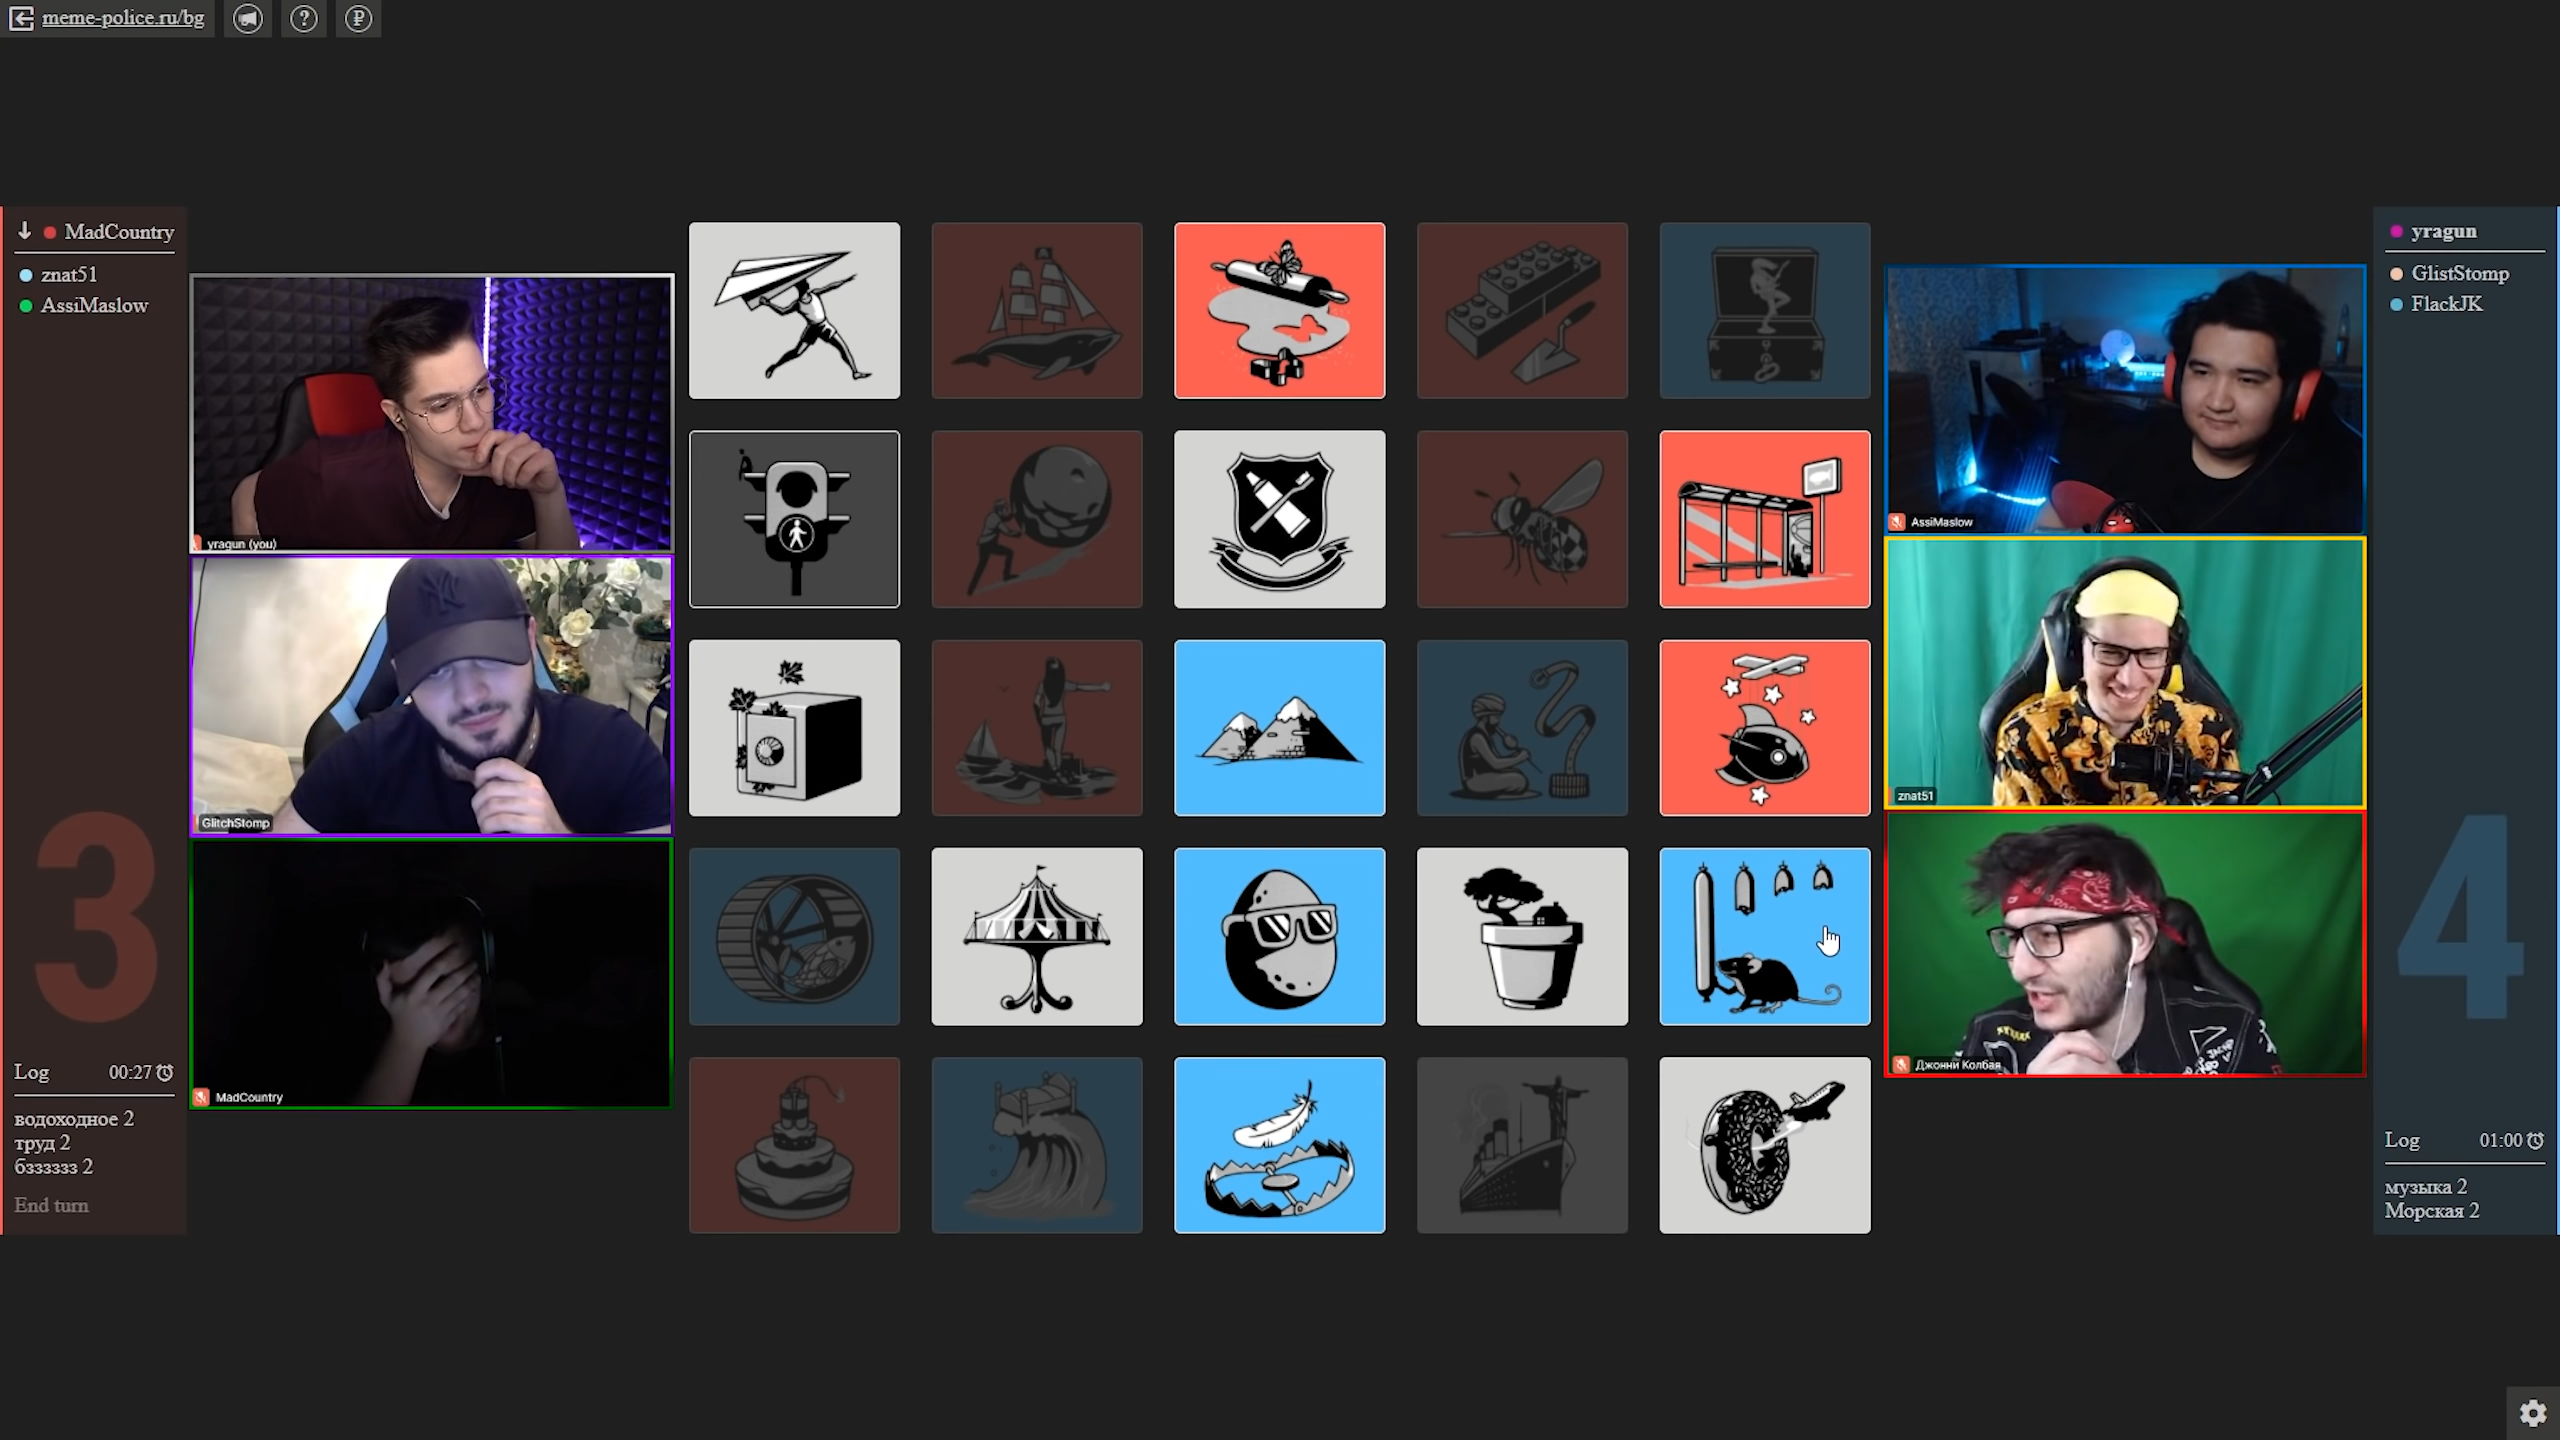 meme-police.ru/bg
MadCountry
znat51
AssiMaslow
3
Log 00:27
водоходное 2
труд 2
бзззззз 2
End turn
yragun (you)
GlitchStomp
MadCountry
AssiMaslow
znat51
Джонни Колбая
yragun
GlistStomp
FlackJK
4
Log 01:00
музыка 2
Морская 2